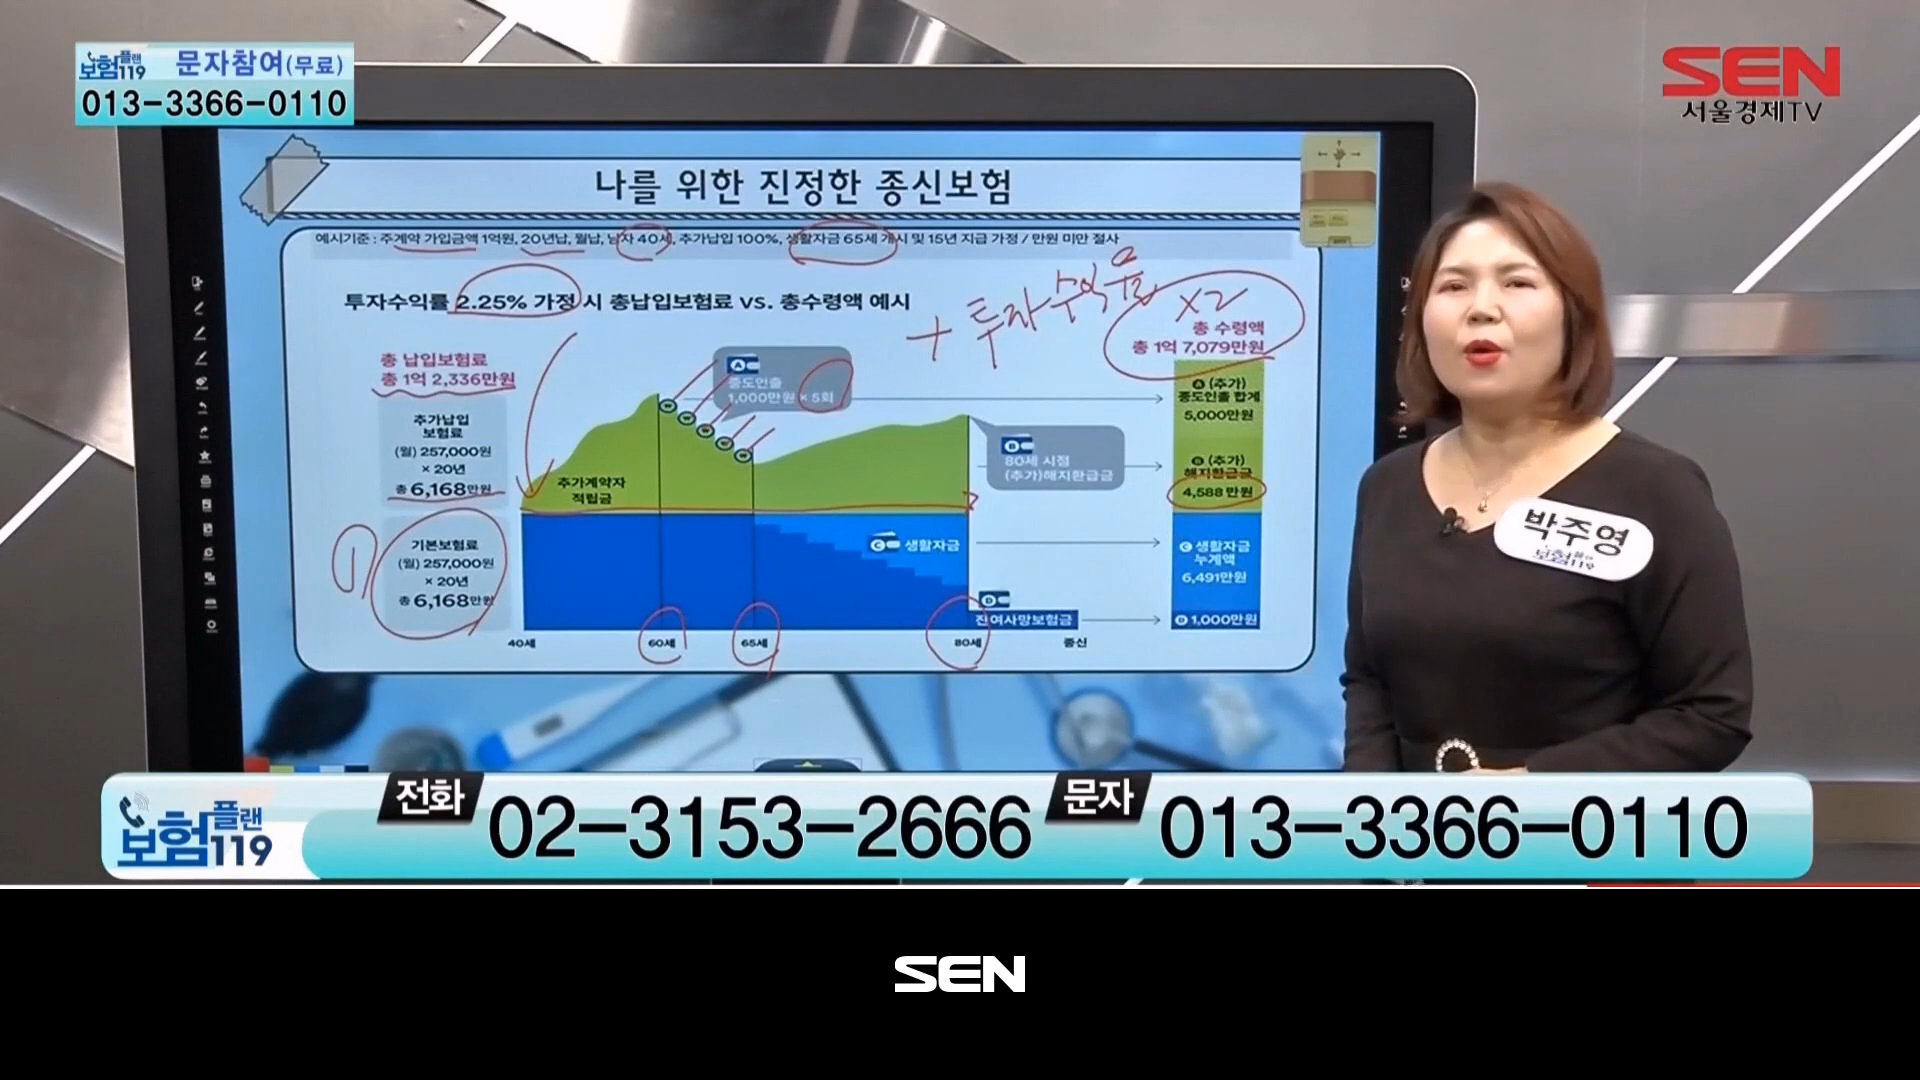 보험플랜119 문자참여(무료)
013-3366-0110
SEN
서울경제TV
나를 위한 진정한 종신보험
예시기준 : 주계약 가입금액 1억원, 20년납, 월납, 남자 40세, 추가납입 100%, 생활자금 65세 개시 및 15년 지급 가정 / 만원 미만 절사
투자수익률 2.25% 가정 시 총납입보험료 vs. 총수령액 예시
+ 투자수익율
×2
총 수령액
총 1억 7,079만원
총 납입보험료
총 1억 2,336만원
추가납입
보험료
(월) 257,000원
× 20년
총 6,168만원
①
기본보험료
(월) 257,000원
× 20년
총 6,168만원
A
중도인출
1,000만원 × 5회
추가계약자
적립금
B
80세 시점
(추가)해지환급금
C 생활자금
D
잔여사망보험금
40세
60세
65세
80세
종신
A (추가)
중도인출 합계
5,000만원
B (추가)
해지환급금
4,588만원
C 생활자금
누계액
6,491만원
D 1,000만원
박주영
보험플랜119
보험플랜119
전화 02-3153-2666
문자 013-3366-0110
SEN